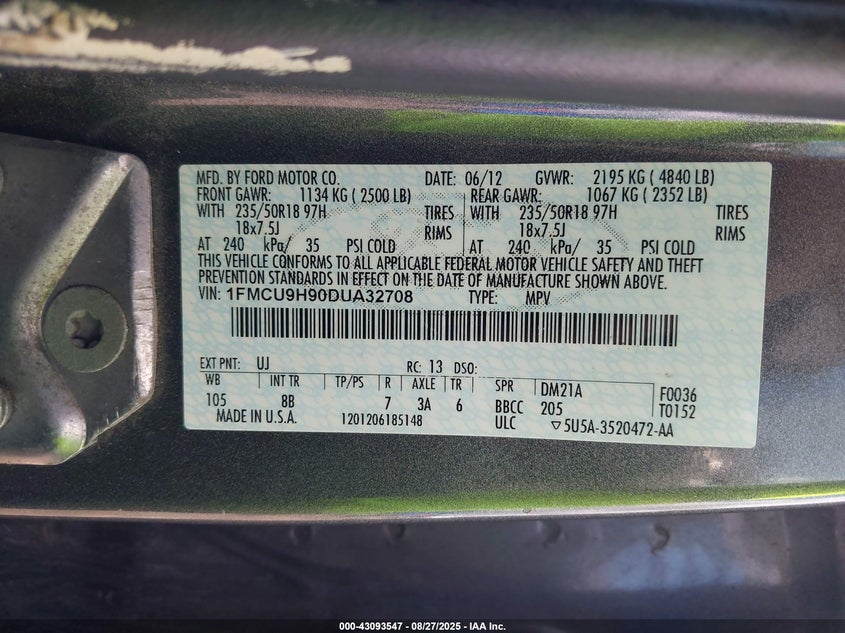 MFD. BY FORD MOTOR CO. DATE: 06/12 GVWR: 2195 KG ( 4840 LB)
FRONT GAWR: 1134 KG ( 2500 LB) REAR GAWR: 1067 KG ( 2352 LB)
WITH 235/50R18 97H TIRES WITH 235/50R18 97H TIRES
18x7.5J RIMS 18x7.5J RIMS
AT 240 kPa/ 35 PSI COLD AT 240 kPa/ 35 PSI COLD
THIS VEHICLE CONFORMS TO ALL APPLICABLE FEDERAL MOTOR VEHICLE SAFETY AND THEFT
PREVENTION STANDARDS IN EFFECT ON THE DATE OF MANUFACTURE SHOWN ABOVE.
VIN: 1FMCU9H90DUA32708 TYPE: MPV
EXT PNT: UJ RC: 13 DSO:
WB INT TR TP/PS R AXLE TR SPR DM21A F0036
105 8B 7 3A 6 BBCC 205 T0152
MADE IN U.S.A. 1201206185148 ULC ▽5U5A-3520472-AA
000-43093547 - 08/27/2025 - IAA Inc.